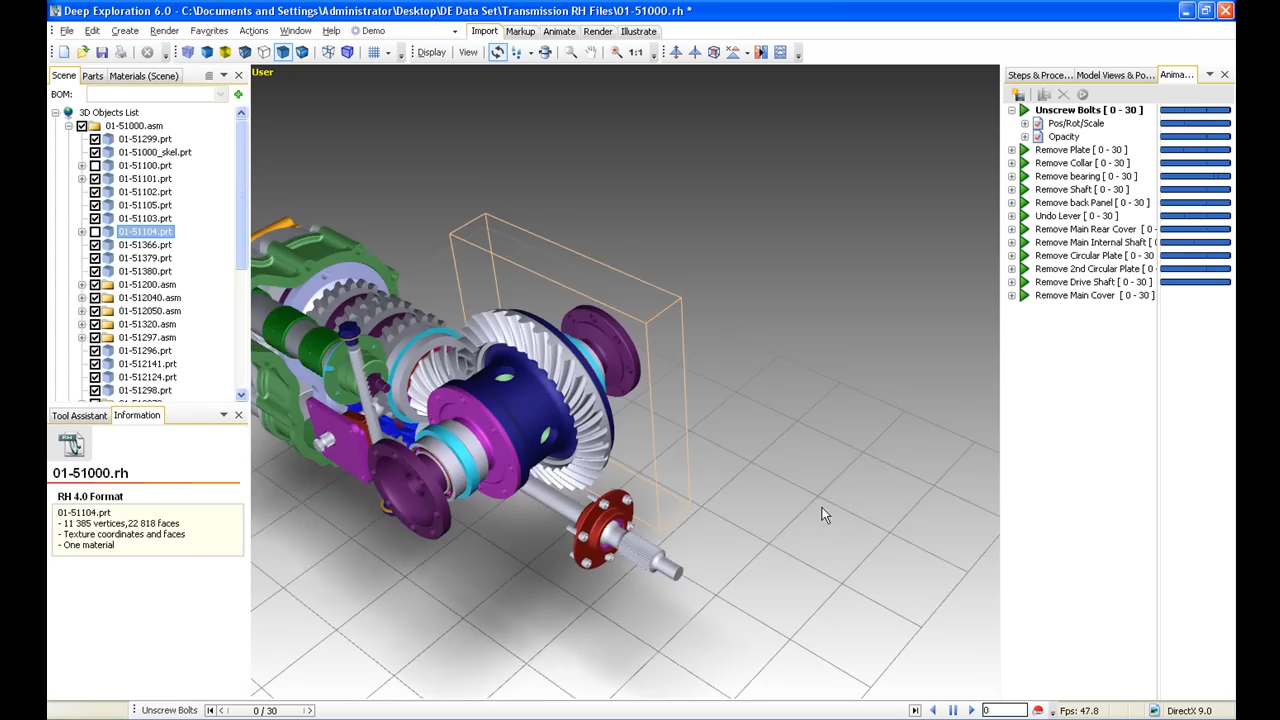 Deep Exploration 6.0 - C:\Documents and Settings\Administrator\Desktop\DE Data Set\Transmission RH Files\01-51000.rh *
File Edit Create Render Favorites Actions Window Help Demo Import Markup Animate Render Illustrate
Display View 1:1
Scene Parts Materials (Scene)
BOM:
3D Objects List
01-51000.asm
01-51299.prt
01-51000_skel.prt
01-51100.prt
01-51101.prt
01-51102.prt
01-51105.prt
01-51103.prt
01-51104.prt
01-51366.prt
01-51379.prt
01-51380.prt
01-51200.asm
01-512040.asm
01-512050.asm
01-51320.asm
01-51297.asm
01-51296.prt
01-512141.prt
01-512124.prt
01-51298.prt
Tool Assistant Information
RH
01-51000.rh
RH 4.0 Format
01-51104.prt
- 11 385 vertices,22 818 faces
- Texture coordinates and faces
- One material
User
Steps & Proce... Model Views & Po... Anima...
Unscrew Bolts [ 0 - 30 ]
Pos/Rot/Scale
Opacity
Remove Plate [ 0 - 30 ]
Remove Collar [ 0 - 30 ]
Remove bearing [ 0 - 30 ]
Remove Shaft [ 0 - 30 ]
Remove back Panel [ 0 - 30 ]
Undo Lever [ 0 - 30 ]
Remove Main Rear Cover [ 0 - 30
Remove Main Internal Shaft [ 0 -
Remove Circular Plate [ 0 - 30
Remove 2nd Circular Plate [ 0 -
Remove Drive Shaft [ 0 - 30 ]
Remove Main Cover [ 0 - 30 ]
Unscrew Bolts 0 / 30 0 Fps: 47.8 DirectX 9.0